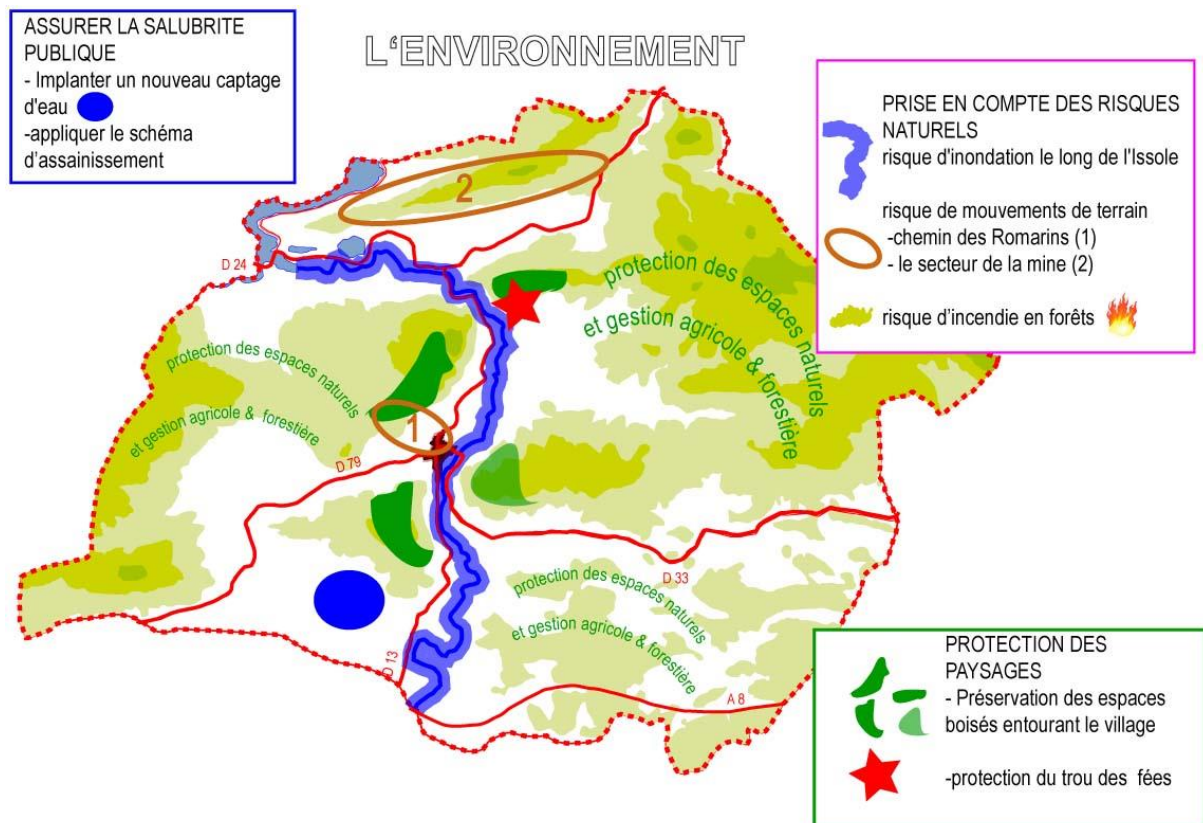 ASSURER LA SALUBRITE
PUBLIQUE
- Implanter un nouveau captage
d'eau
-appliquer le schéma
d'assainissement
L'ENVIRONNEMENT
PRISE EN COMPTE DES RISQUES
NATURELS
risque d'inondation le long de l'Issole
risque de mouvements de terrain
-chemin des Romarins (1)
- le secteur de la mine (2)
risque d'incendie en forêts
2
D 24
protection des espaces naturels
et gestion agricole & forestière
protection des espaces naturels
et gestion agricole & forestière
1
D 79
D 33
protection des espaces naturels
et gestion agricole & forestière
D 13
A 8
PROTECTION DES
PAYSAGES
- Préservation des espaces
boisés entourant le village
-protection du trou des fées